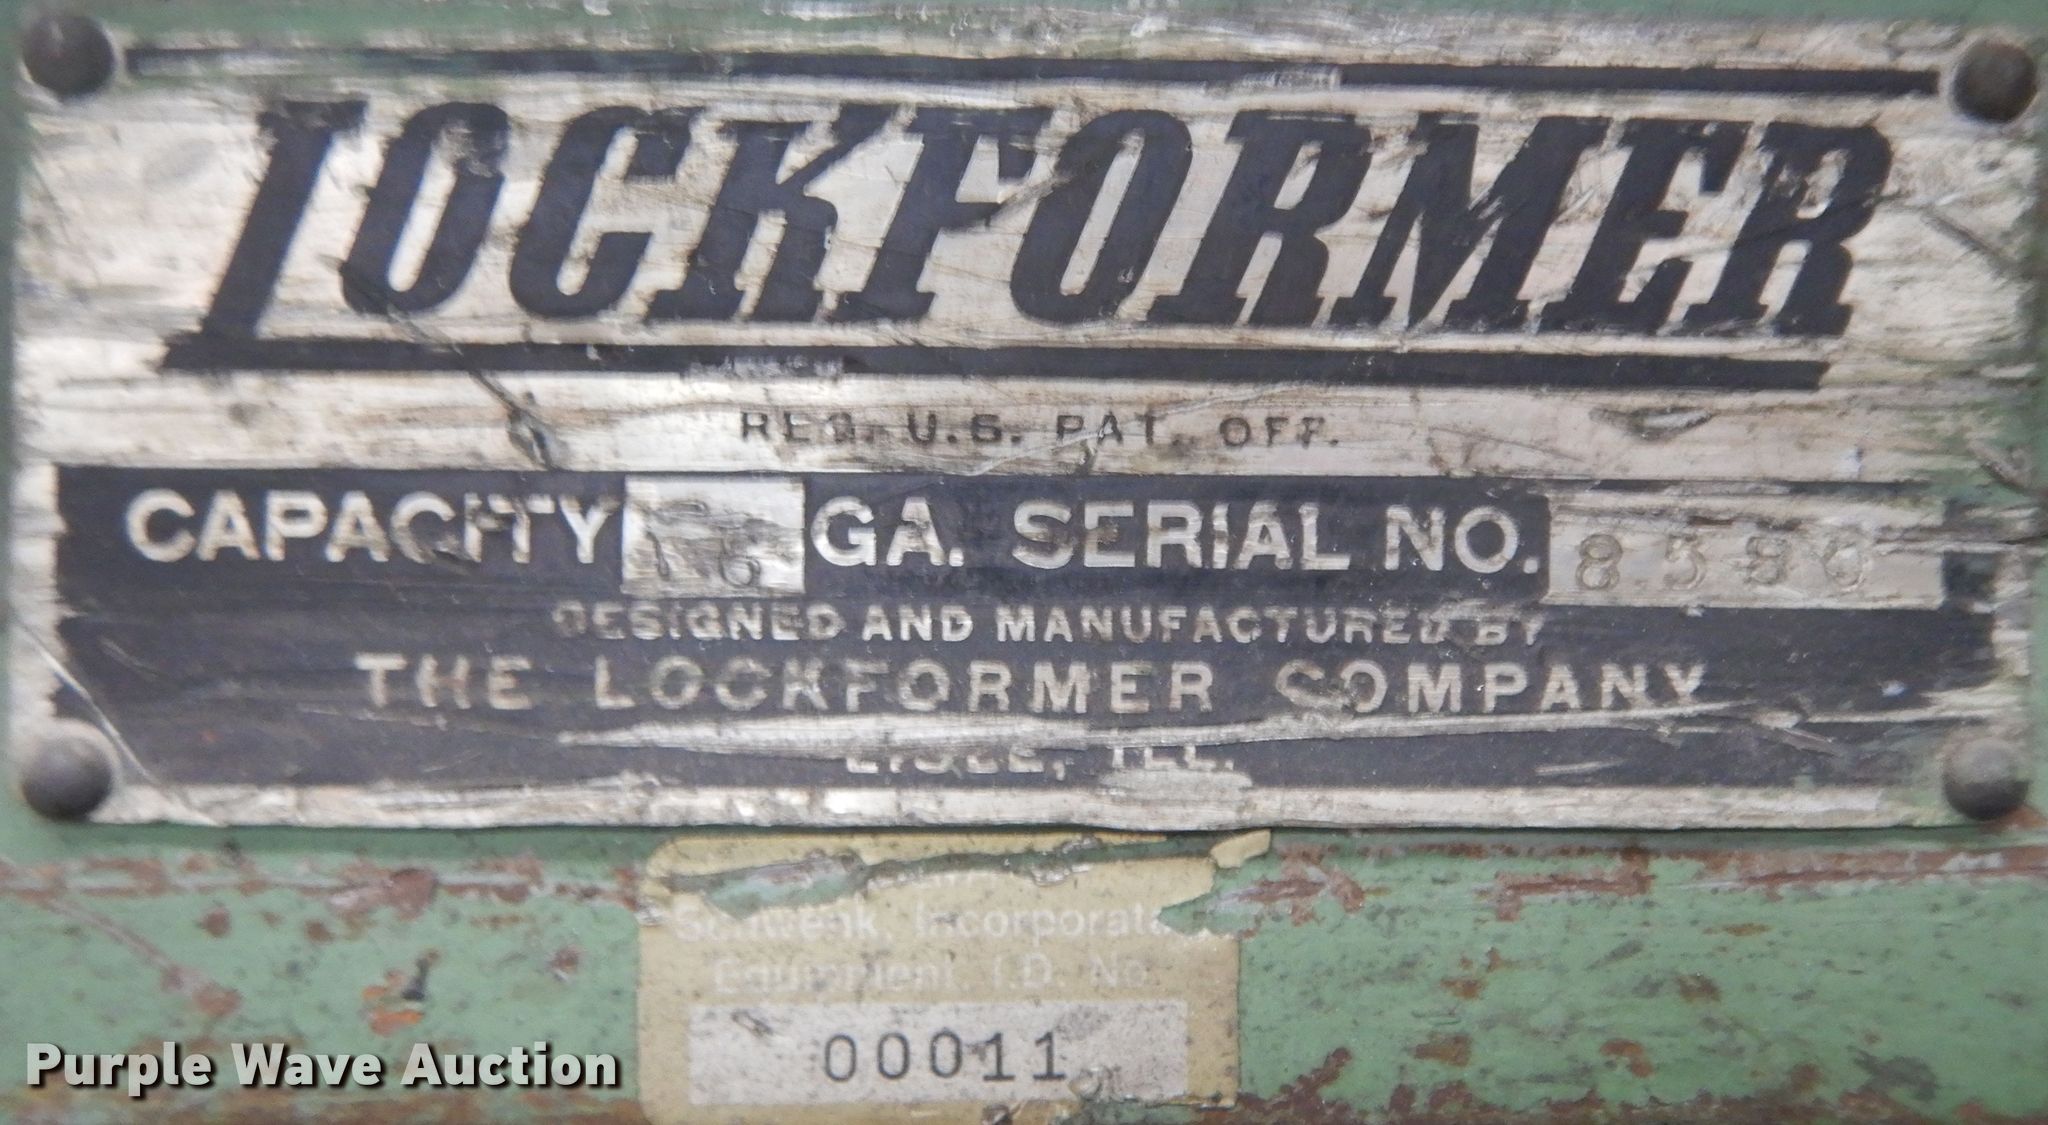 LOCKFORMER
REG. U.S. PAT. OFF.
CAPACITY 16 GA. SERIAL NO.
DESIGNED AND MANUFACTURED BY
THE LOCKFORMER COMPANY
LISLE, ILL.
Schwenk, Incorporated
Equipment I.D. No.
00011
Purple Wave Auction